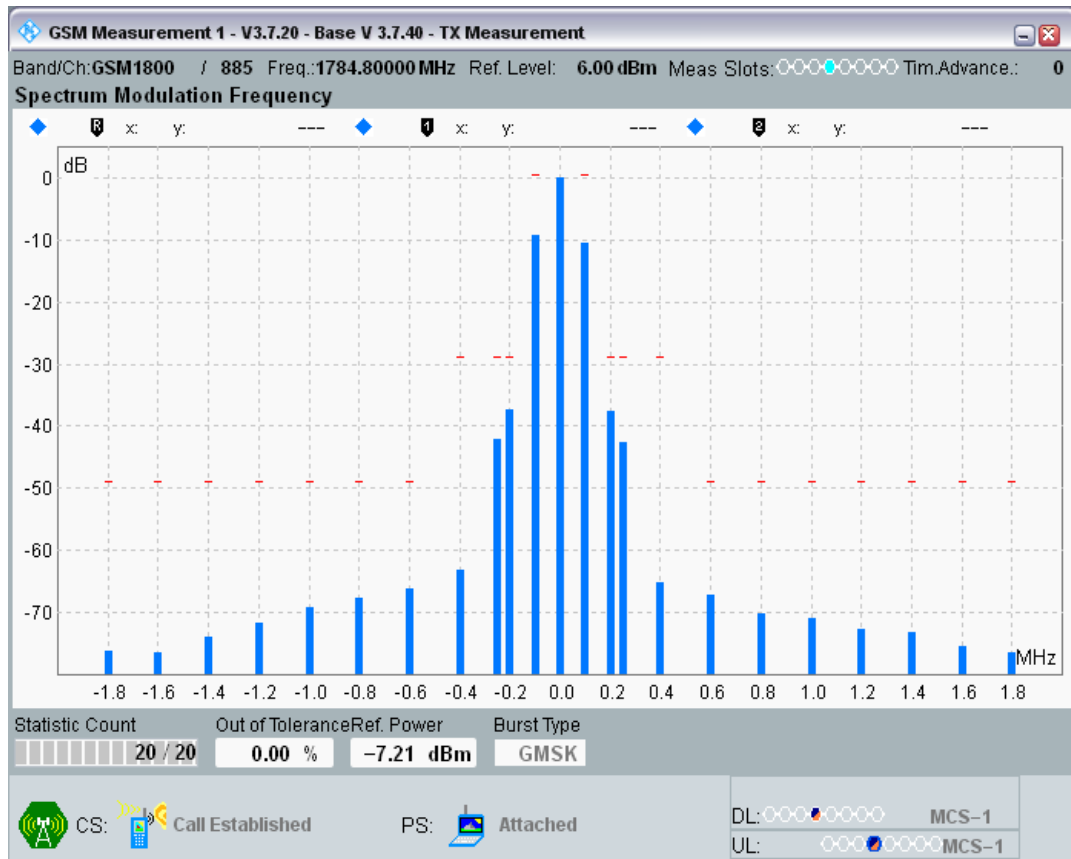 GSM Measurement 1 - V3.7.20 - Base V 3.7.40 - TX Measurement
Band/Ch:GSM1800 / 885 Freq.:1784.80000MHz Ref. Level: 6.00 dBm Meas Slots: Tim.Advance.: 0
Spectrum Modulation Frequency
R x: y: --- 1 x: y: --- 2 x: y: ---
dB
0
-10
-20
-30
-40
-50
-60
-70
MHz
-1.8 -1.6 -1.4 -1.2 -1.0 -0.8 -0.6 -0.4 -0.2 0.0 0.2 0.4 0.6 0.8 1.0 1.2 1.4 1.6 1.8
Statistic Count Out of Tolerance Ref. Power Burst Type
20 / 20 0.00 % −7.21 dBm GMSK
CS: Call Established PS: Attached DL: MCS−1
UL: MCS−1